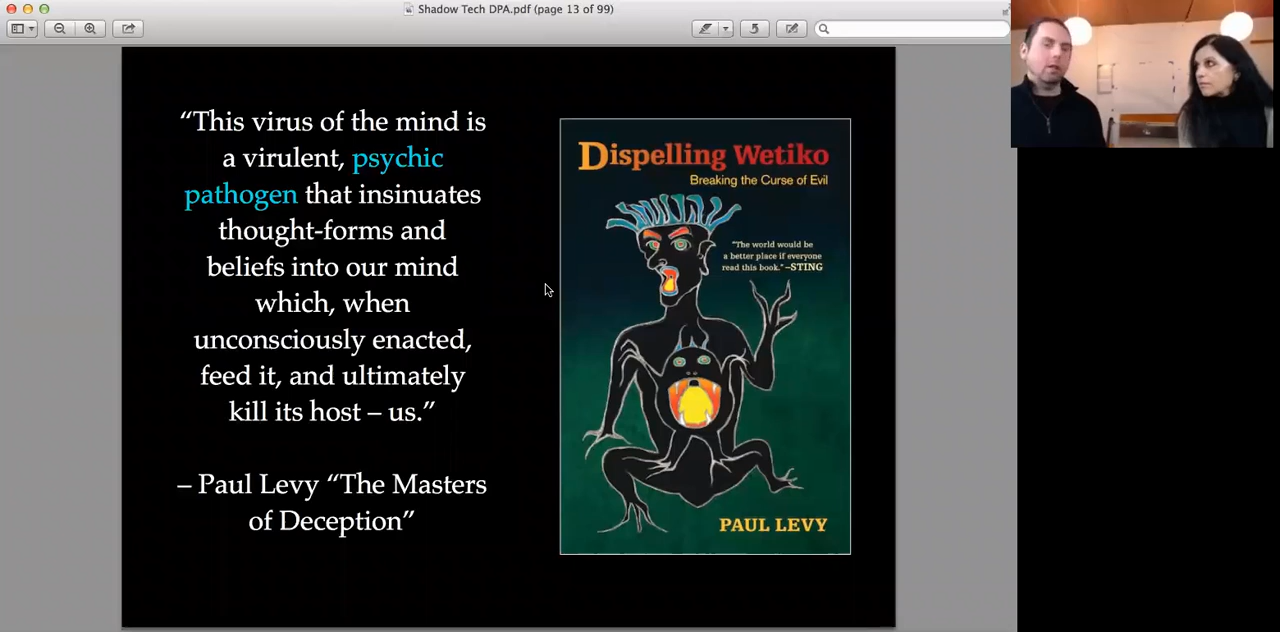 Shadow Tech DPA.pdf (page 13 of 99)
“This virus of the mind is
a virulent, psychic
pathogen that insinuates
thought-forms and
beliefs into our mind
which, when
unconsciously enacted,
feed it, and ultimately
kill its host – us.”
– Paul Levy “The Masters
of Deception”
Dispelling Wetiko
Breaking the Curse of Evil
"The world would be
a better place if everyone
read this book."–STING
PAUL LEVY